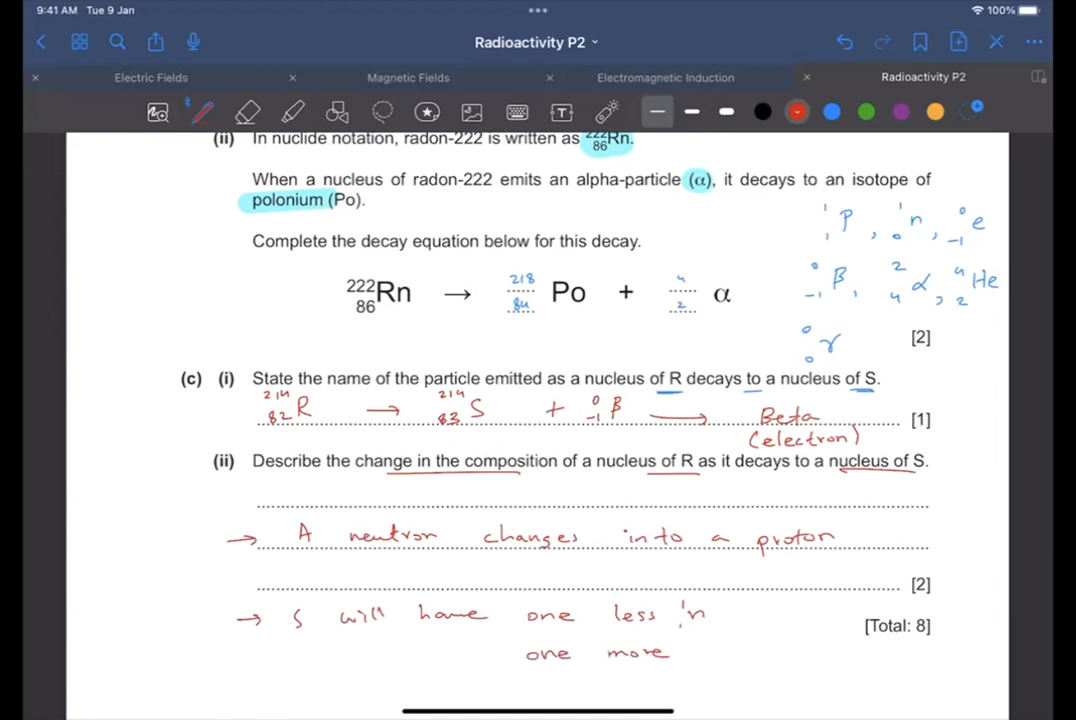 9:41 AM Tue 9 Jan
100%
Radioactivity P2
Electric Fields
Magnetic Fields
Electromagnetic Induction
Radioactivity P2
(ii) In nuclide notation, radon-222 is written as 222 86 Rn.
When a nucleus of radon-222 emits an alpha-particle (α), it decays to an isotope of
polonium (Po).
1 1 P, 1 0 n, 0 -1 e
Complete the decay equation below for this decay.
0 -1 β, 2 4 α, 4 2 He
222 86 Rn → 218 84 Po + 4 2 α
0 0 γ
[2]
(c) (i) State the name of the particle emitted as a nucleus of R decays to a nucleus of S.
214 82 R → 214 83 S + 0 -1 β → Beta [1]
(electron)
(ii) Describe the change in the composition of a nucleus of R as it decays to a nucleus of S.
→ A neutron changes into a proton
[2]
→ S will have one less n
[Total: 8]
one more